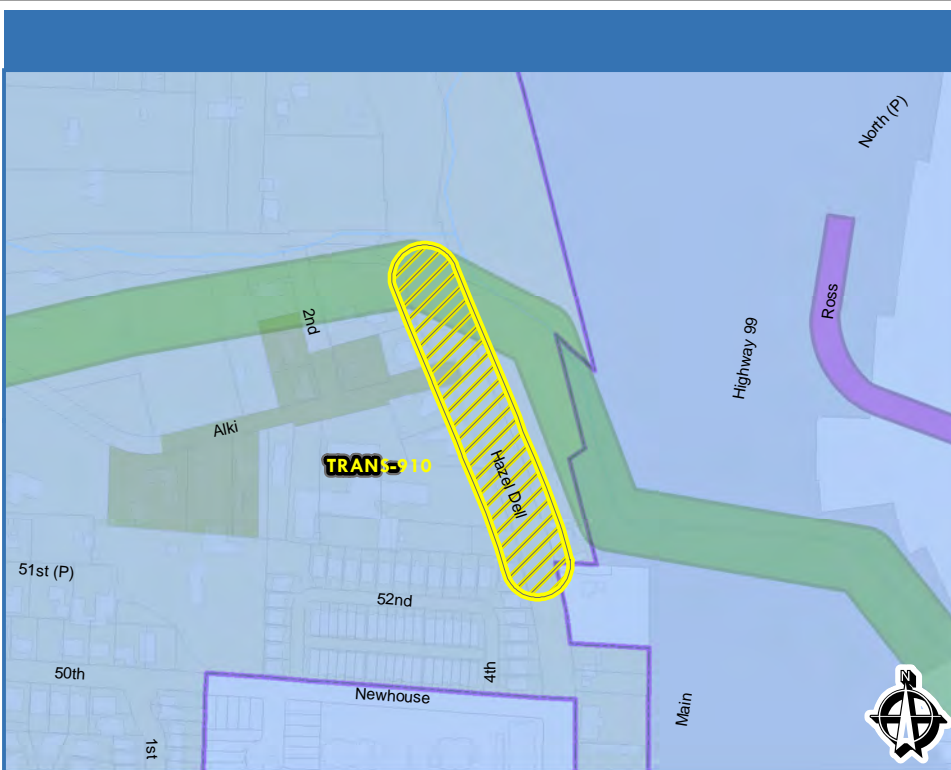 North (P)
Ross
2nd
Highway 99
Alki
TRANS-910
Hazel Dell
51st (P)
52nd
50th
4th
Newhouse
Main
1st
N